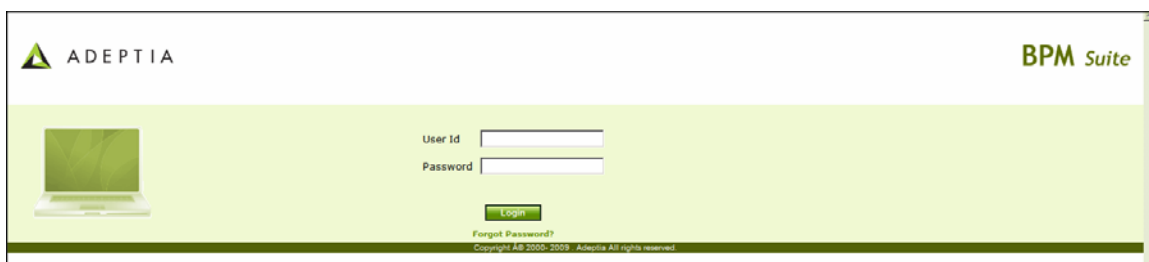 ADEPTIA
BPM Suite
User Id
Password
Login
Forgot Password?
Copyright Â® 2000- 2009 . Adeptia All rights reserved.